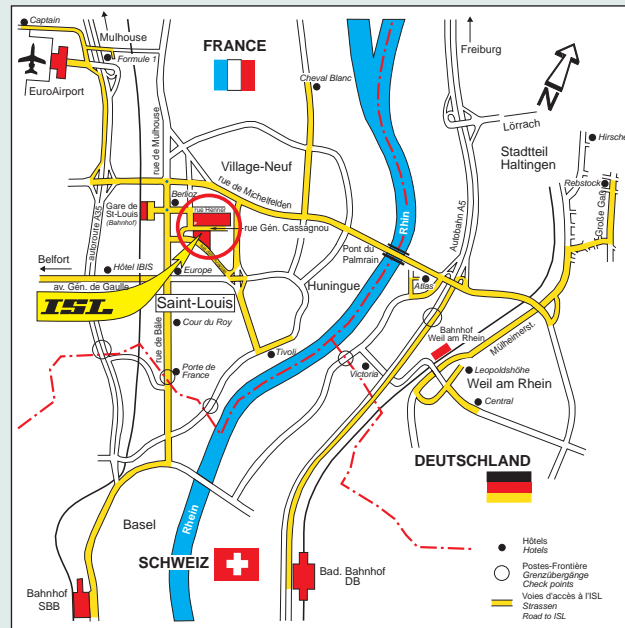 Captain
Mulhouse
Formule 1
EuroAirport
FRANCE
Cheval Blanc
Freiburg
N
Lörrach
Stadtteil
Haltingen
Hirsche
Rebstock
Große Gaß
rue de Mulhouse
Village-Neuf
rue de Michelfelden
Berlioz
Gare de
St-Louis
(Bahnhof)
rue Gén. Cassagnou
autoroute A35
Rhin
Autobahn A5
Pont du
Palmrain
Belfort
Hôtel IBIS
Europe
av. Gén. de Gaulle
ISL
Saint-Louis
Huningue
Atlas
Bahnhof
Weil am Rhein
Mülheimerst.
Cour du Roy
rue de Bâle
Tivoli
Porte de
France
Victoria
Leopoldshöhe
Weil am Rhein
Central
DEUTSCHLAND
Basel
Rhein
SCHWEIZ
Bad. Bahnhof
DB
Bahnhof
SBB
Hôtels
Hotels
Postes-Frontière
Grenzübergänge
Check points
Voies d'accès à l'ISL
Strassen
Road to ISL